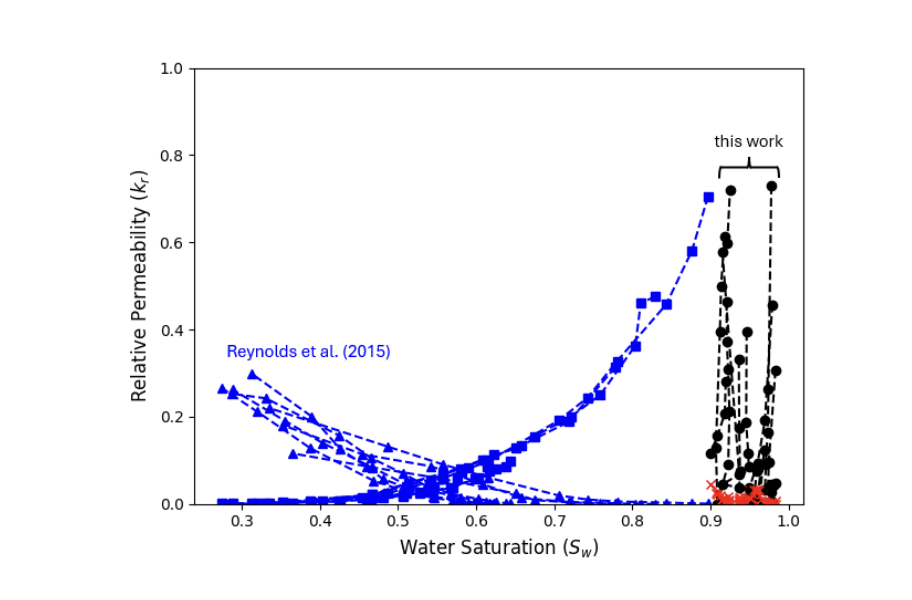 1.0
this work
0.8
0.6
0.4
Reynolds et al. (2015)
0.2
0.0
0.3 0.4 0.5 0.6 0.7 0.8 0.9 1.0
Relative Permeability (kᵣ)
Water Saturation (S_w)